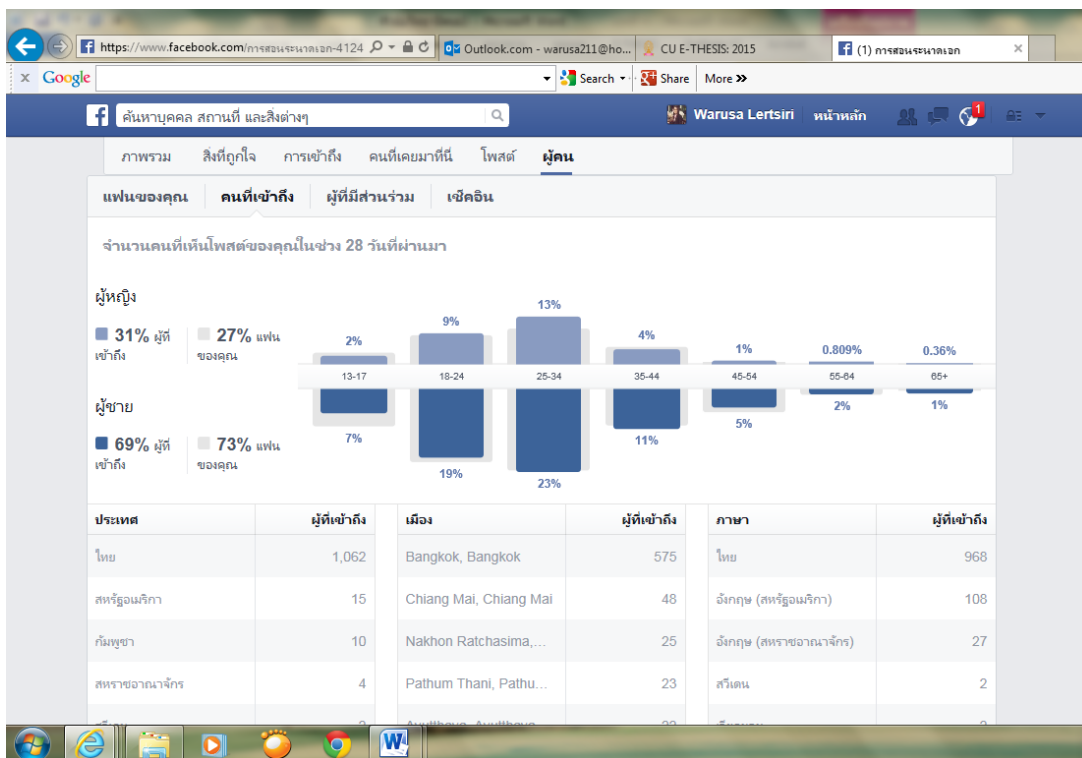 https://www.facebook.com/การสอนระนาดเอก-4124
Outlook.com - warusa211@ho...
CU E-THESIS: 2015
(1) การสอนระนาดเอก
x Google
Search
Share
More »
ค้นหาบุคคล สถานที่ และสิ่งต่างๆ
Warusa Lertsiri
หน้าหลัก
1
ภาพรวม สิ่งที่ถูกใจ การเข้าถึง คนที่เคยมาที่นี่ โพสต์ ผู้คน
แฟนของคุณ คนที่เข้าถึง ผู้ที่มีส่วนร่วม เช็คอิน
จำนวนคนที่เห็นโพสต์ของคุณในช่วง 28 วันที่ผ่านมา
ผู้หญิง
31% ผู้ที่เข้าถึง
27% แฟนของคุณ
2% 9% 13% 4% 1% 0.809% 0.36%
13-17 18-24 25-34 35-44 45-54 55-64 65+
ผู้ชาย
69% ผู้ที่เข้าถึง
73% แฟนของคุณ
7% 19% 23% 11% 5% 2% 1%
ประเทศ ผู้ที่เข้าถึง เมือง ผู้ที่เข้าถึง ภาษา ผู้ที่เข้าถึง
ไทย 1,062 Bangkok, Bangkok 575 ไทย 968
สหรัฐอเมริกา 15 Chiang Mai, Chiang Mai 48 อังกฤษ (สหรัฐอเมริกา) 108
กัมพูชา 10 Nakhon Ratchasima,... 25 อังกฤษ (สหราชอาณาจักร) 27
สหราชอาณาจักร 4 Pathum Thani, Pathu... 23 สวีเดน 2